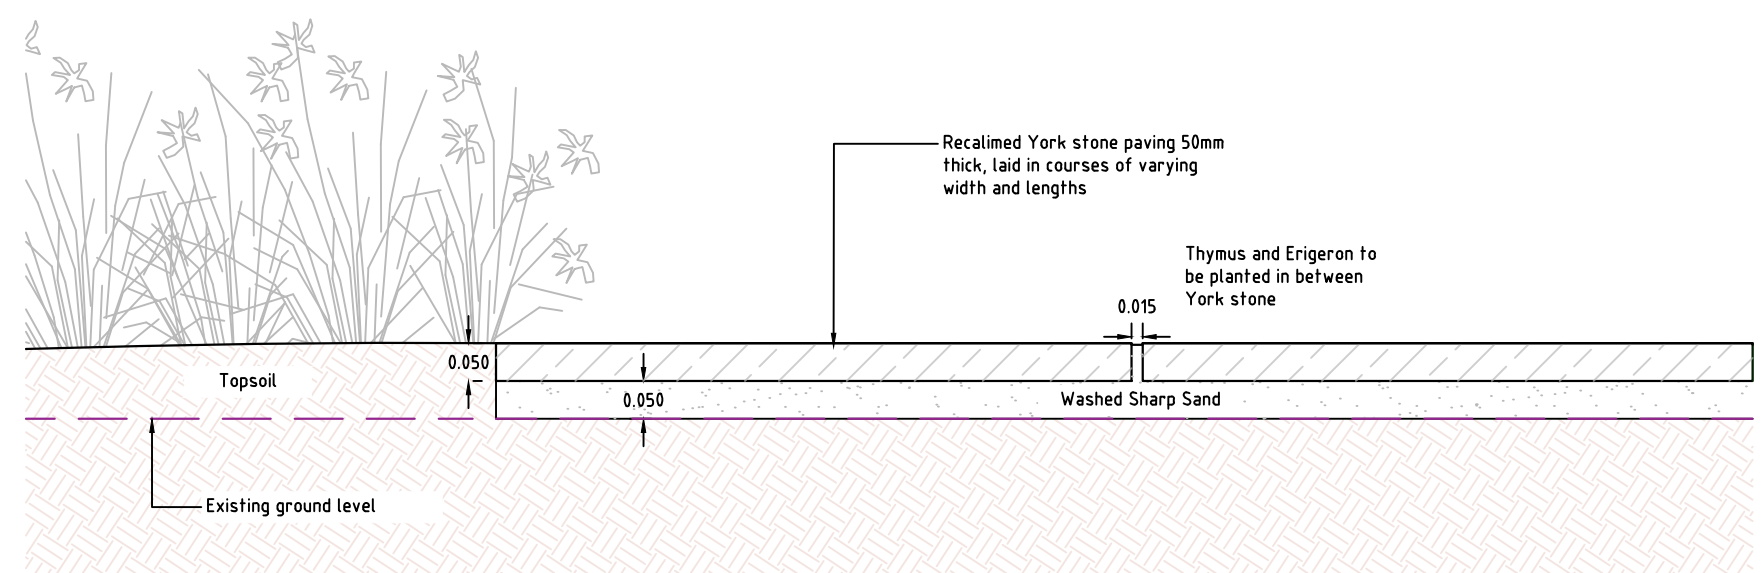 Recalimed York stone paving 50mm
thick, laid in courses of varying
width and lengths
Thymus and Erigeron to
be planted in between
York stone
0.015
0.050
Topsoil
0.050
Washed Sharp Sand
Existing ground level